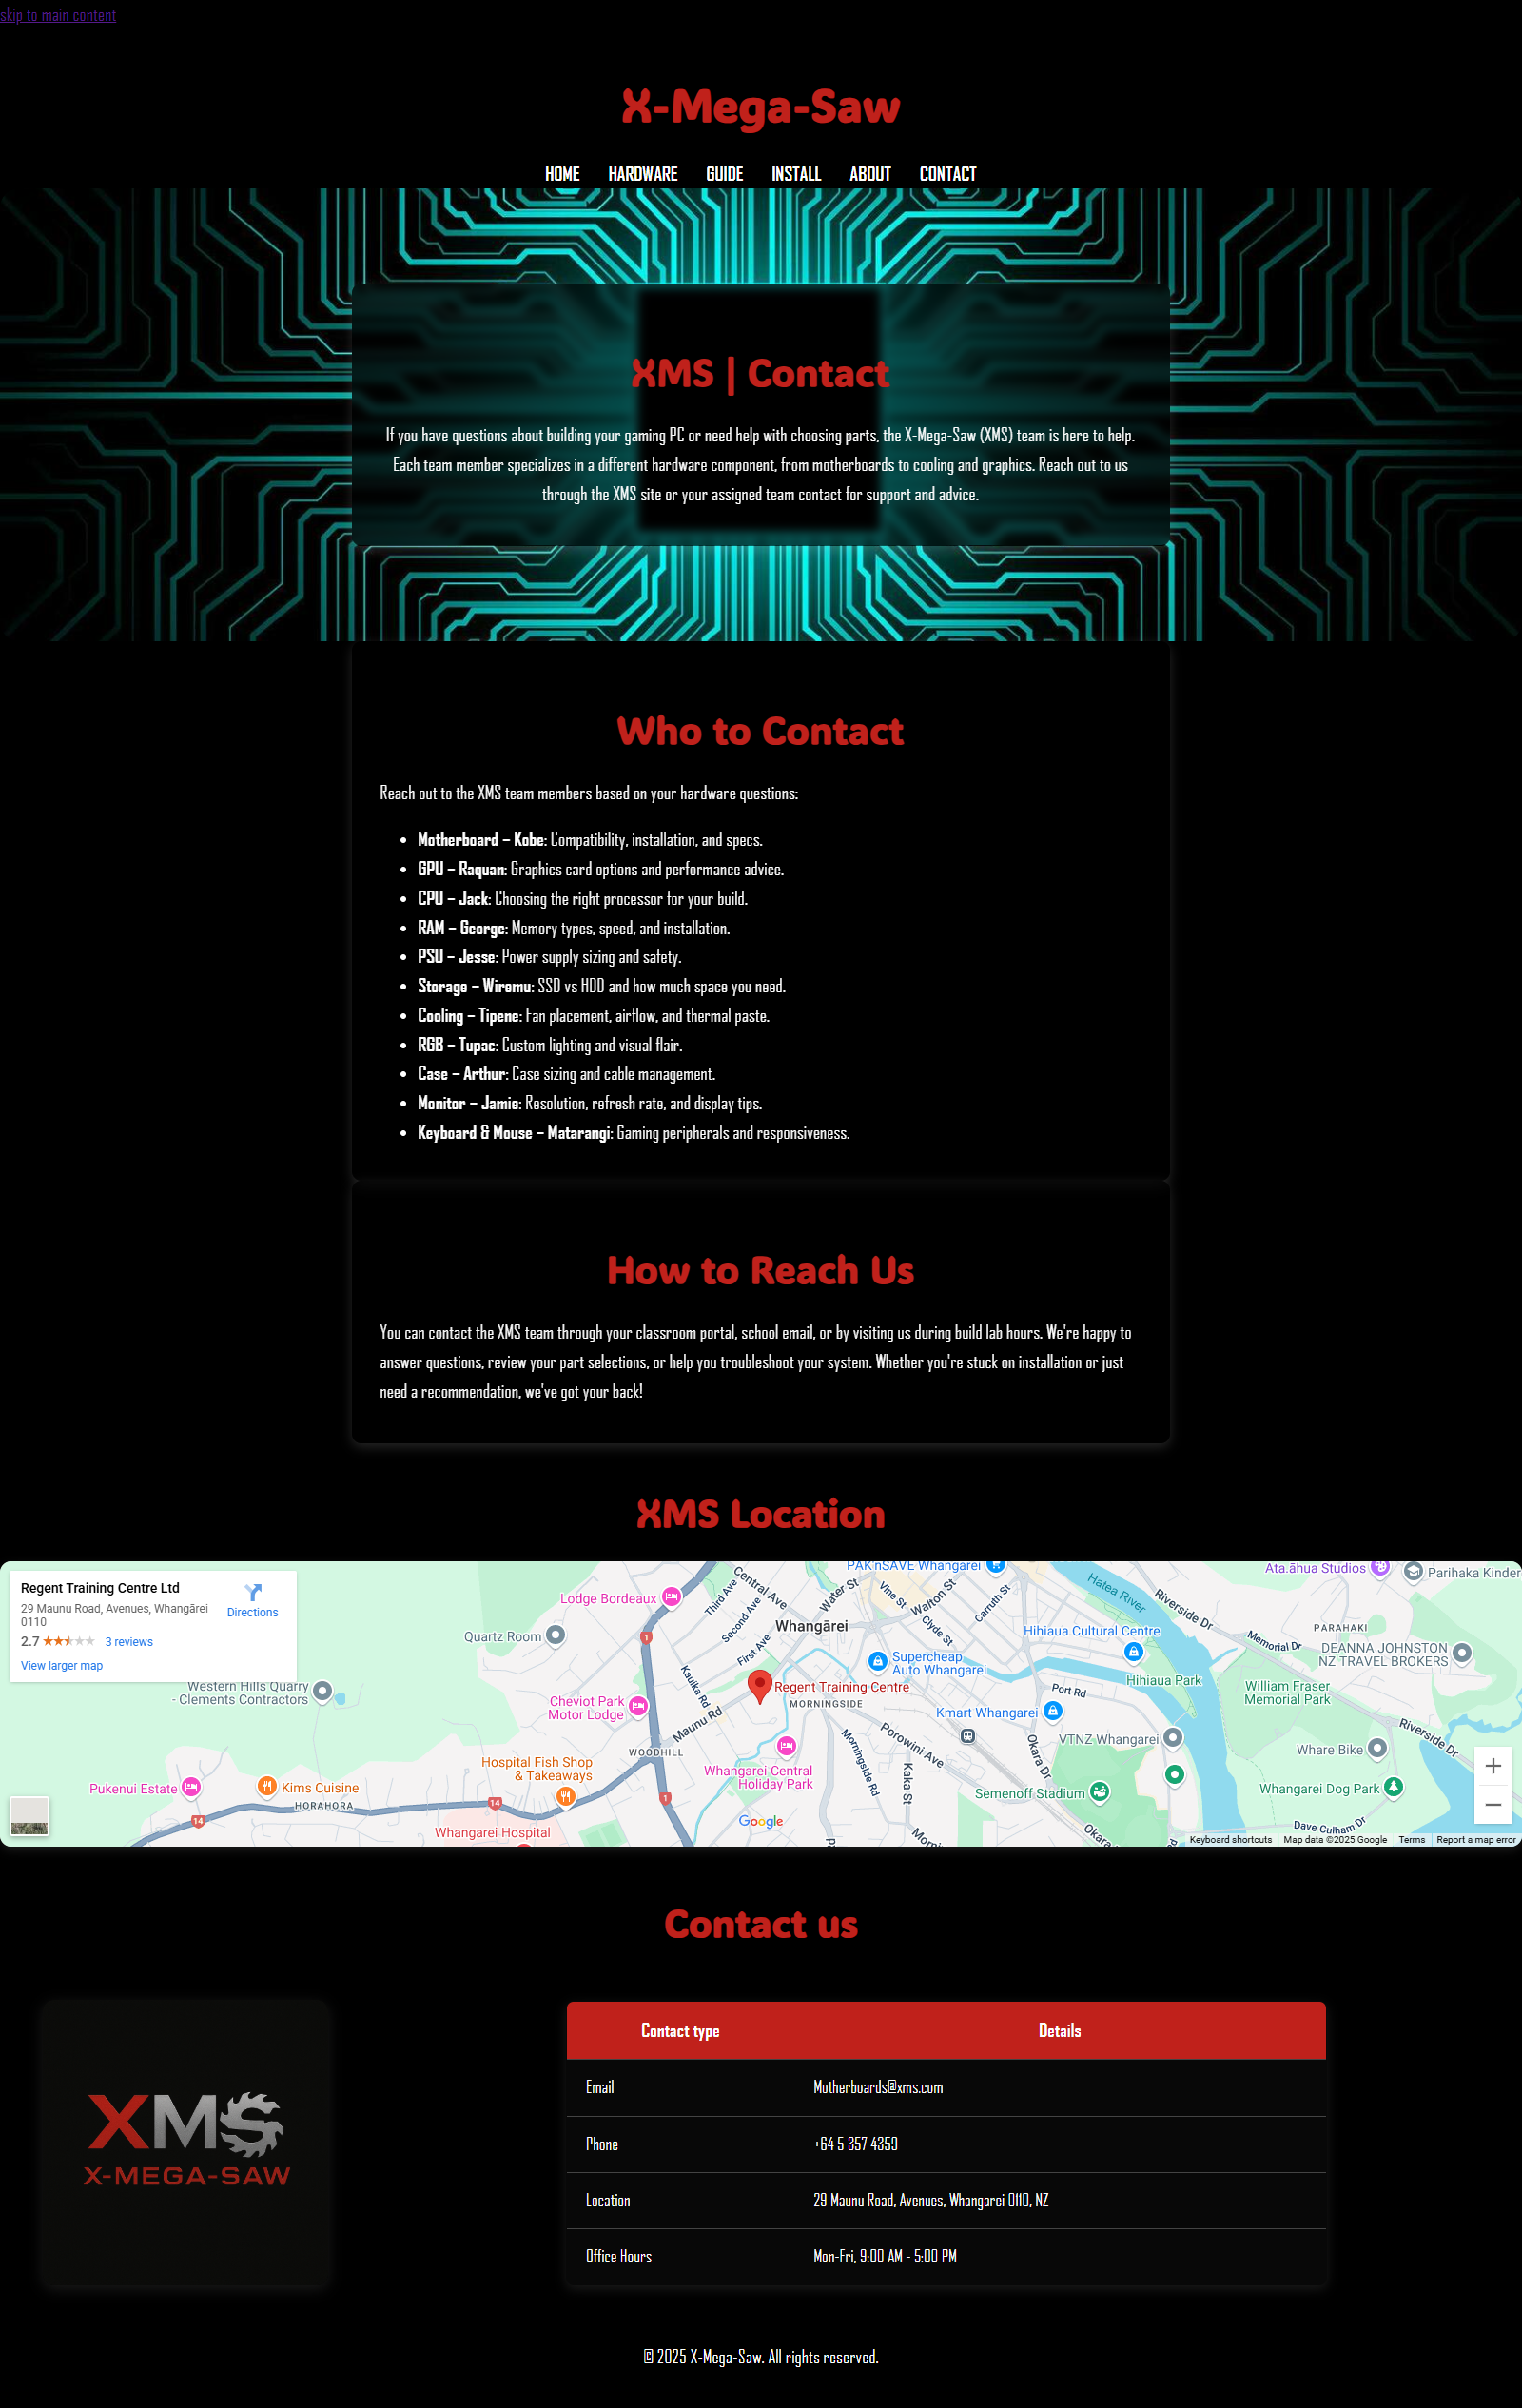 skip to main content
X-Mega-Saw
HOME HARDWARE GUIDE INSTALL ABOUT CONTACT
XMS | Contact
If you have questions about building your gaming PC or need help with choosing parts, the X-Mega-Saw (XMS) team is here to help.
Each team member specializes in a different hardware component, from motherboards to cooling and graphics. Reach out to us
through the XMS site or your assigned team contact for support and advice.
Who to Contact
Reach out to the XMS team members based on your hardware questions:
• Motherboard – Kobe: Compatibility, installation, and specs.
• GPU – Raquan: Graphics card options and performance advice.
• CPU – Jack: Choosing the right processor for your build.
• RAM – George: Memory types, speed, and installation.
• PSU – Jesse: Power supply sizing and safety.
• Storage – Wiremu: SSD vs HDD and how much space you need.
• Cooling – Tipene: Fan placement, airflow, and thermal paste.
• RGB – Tupac: Custom lighting and visual flair.
• Case – Arthur: Case sizing and cable management.
• Monitor – Jamie: Resolution, refresh rate, and display tips.
• Keyboard & Mouse – Matarangi: Gaming peripherals and responsiveness.
How to Reach Us
You can contact the XMS team through your classroom portal, school email, or by visiting us during build lab hours. We're happy to
answer questions, review your part selections, or help you troubleshoot your system. Whether you're stuck on installation or just
need a recommendation, we've got your back!
XMS Location
Regent Training Centre Ltd
29 Maunu Road, Avenues, Whangārei
0110
Directions
2.7 3 reviews
View larger map
PAK'nSAVE Whangarei
Ata.āhua Studios
Parihaka Kinder
Lodge Bordeaux
Third Ave
Central Ave
Second Ave
First Ave
Water St
Vine St
Walton St
Clyde St
Carruth St
Hatea River
Riverside Dr
Memorial Dr
PARAHAKI
Quartz Room
Whangārei
Hihiaua Cultural Centre
DEANNA JOHNSTON
NZ TRAVEL BROKERS
Supercheap
Auto Whangarei
Kauika Rd
1
Western Hills Quarry
- Clements Contractors
Regent Training Centre
MORNINGSIDE
Hihiaua Park
Port Rd
William Fraser
Memorial Park
Cheviot Park
Motor Lodge
Maunu Rd
Kmart Whangarei
Porowini Ave
Riverside Dr
VTNZ Whangarei
Whare Bike
WOODHILL
Morningside Rd
Okara Dr
Hospital Fish Shop
& Takeaways
Whangarei Central
Holiday Park
Kaka St
Pukenui Estate
Kims Cuisine
HORAHORA
14
14
1
Semenoff Stadium
Whangarei Dog Park
Whangarei Hospital
Google
Dave Culham Dr
Keyboard shortcuts Map data ©2025 Google Terms Report a map error
Contact us
XMS
X-MEGA-SAW
Contact type Details
Email Motherboards@xms.com
Phone +64 5 357 4359
Location 29 Maunu Road, Avenues, Whangarei 0110, NZ
Office Hours Mon-Fri, 9:00 AM - 5:00 PM
© 2025 X-Mega-Saw. All rights reserved.